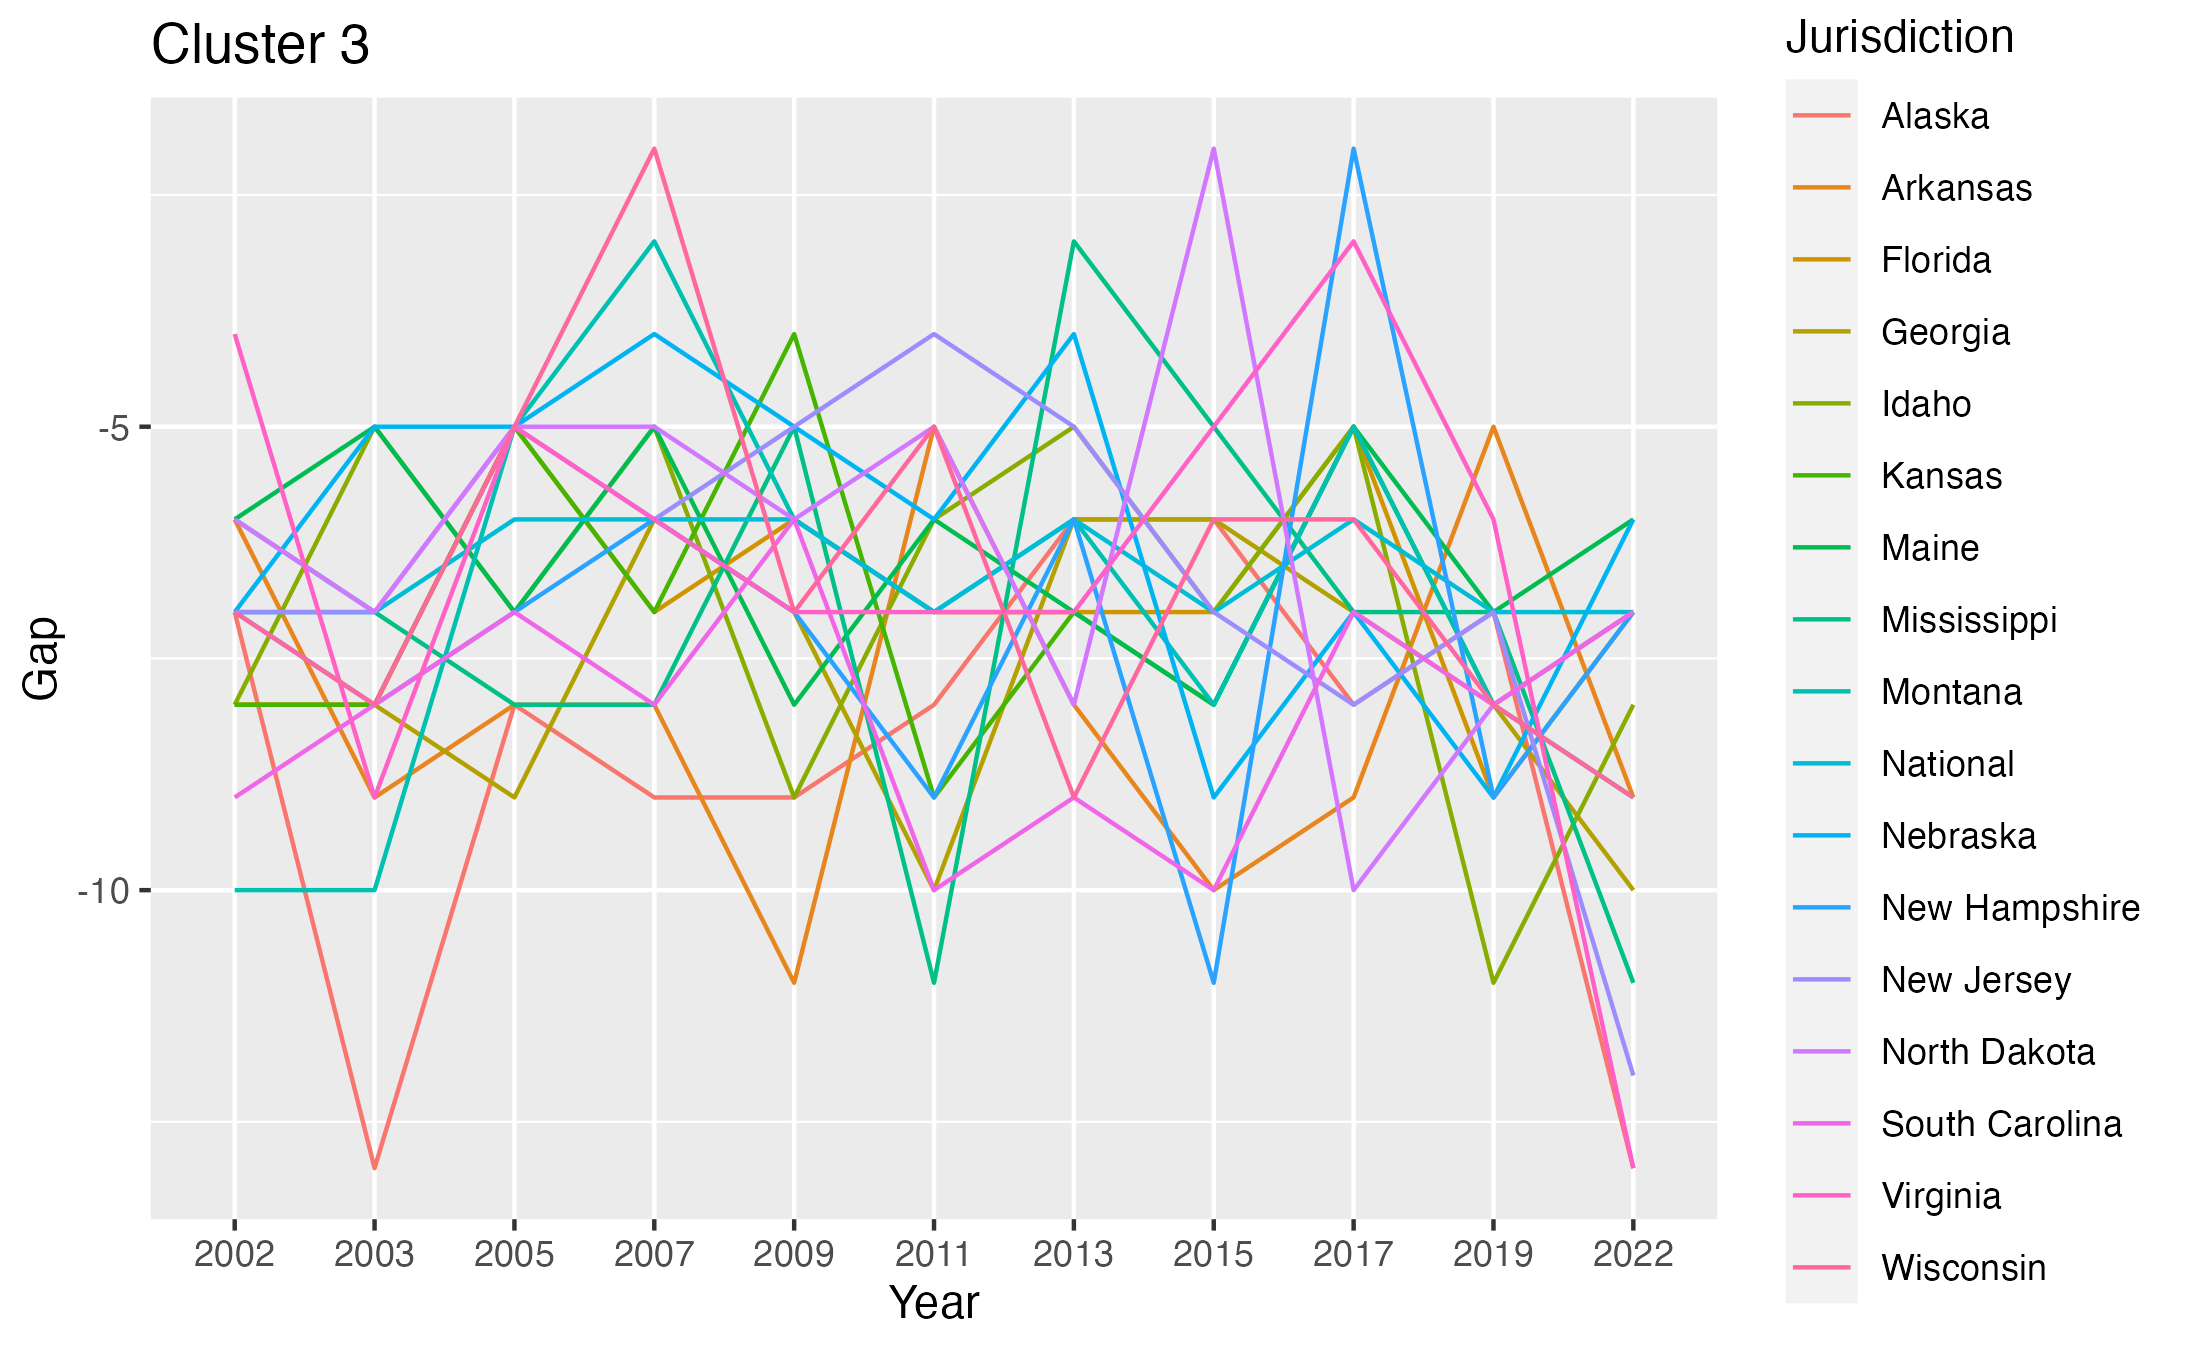 Cluster 3
Jurisdiction
Alaska
Arkansas
Florida
Georgia
Idaho
Kansas
Maine
Mississippi
Montana
National
Nebraska
New Hampshire
New Jersey
North Dakota
South Carolina
Virginia
Wisconsin
Gap
-5
-10
2002 2003 2005 2007 2009 2011 2013 2015 2017 2019 2022
Year